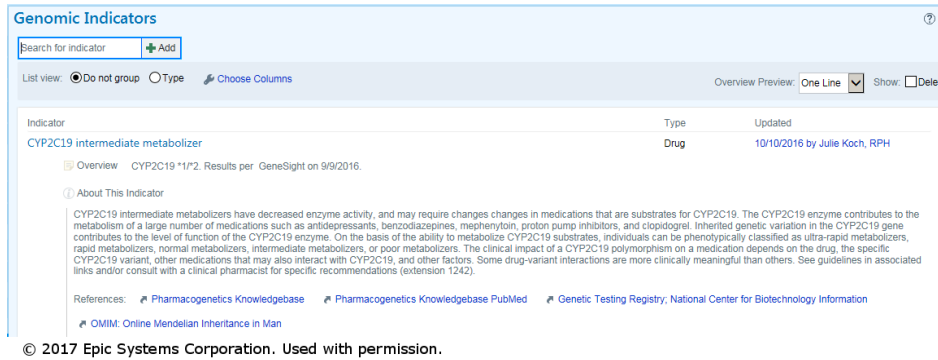 Genomic Indicators
Search for indicator Add
List view: Do not group Type Choose Columns Overview Preview: One Line Show: Dele
Indicator Type Updated
CYP2C19 intermediate metabolizer Drug 10/10/2016 by Julie Koch, RPH
Overview CYP2C19 *1/*2. Results per GeneSight on 9/9/2016.
About This Indicator
CYP2C19 intermediate metabolizers have decreased enzyme activity, and may require changes changes in medications that are substrates for CYP2C19. The CYP2C19 enzyme contributes to the
metabolism of a large number of medications such as antidepressants, benzodiazepines, mephenytoin, proton pump inhibitors, and clopidogrel. Inherited genetic variation in the CYP2C19 gene
contributes to the level of function of the CYP2C19 enzyme. On the basis of the ability to metabolize CYP2C19 substrates, individuals can be phenotypically classified as ultra-rapid metabolizers,
rapid metabolizers, normal metabolizers, intermediate metabolizers, or poor metabolizers. The clinical impact of a CYP2C19 polymorphism on a medication depends on the drug, the specific
CYP2C19 variant, other medications that may also interact with CYP2C19, and other factors. Some drug-variant interactions are more clinically meaningful than others. See guidelines in associated
links and/or consult with a clinical pharmacist for specific recommendations (extension 1242).
References: Pharmacogenetics Knowledgebase Pharmacogenetics Knowledgebase PubMed Genetic Testing Registry; National Center for Biotechnology Information
OMIM: Online Mendelian Inheritance in Man
© 2017 Epic Systems Corporation. Used with permission.